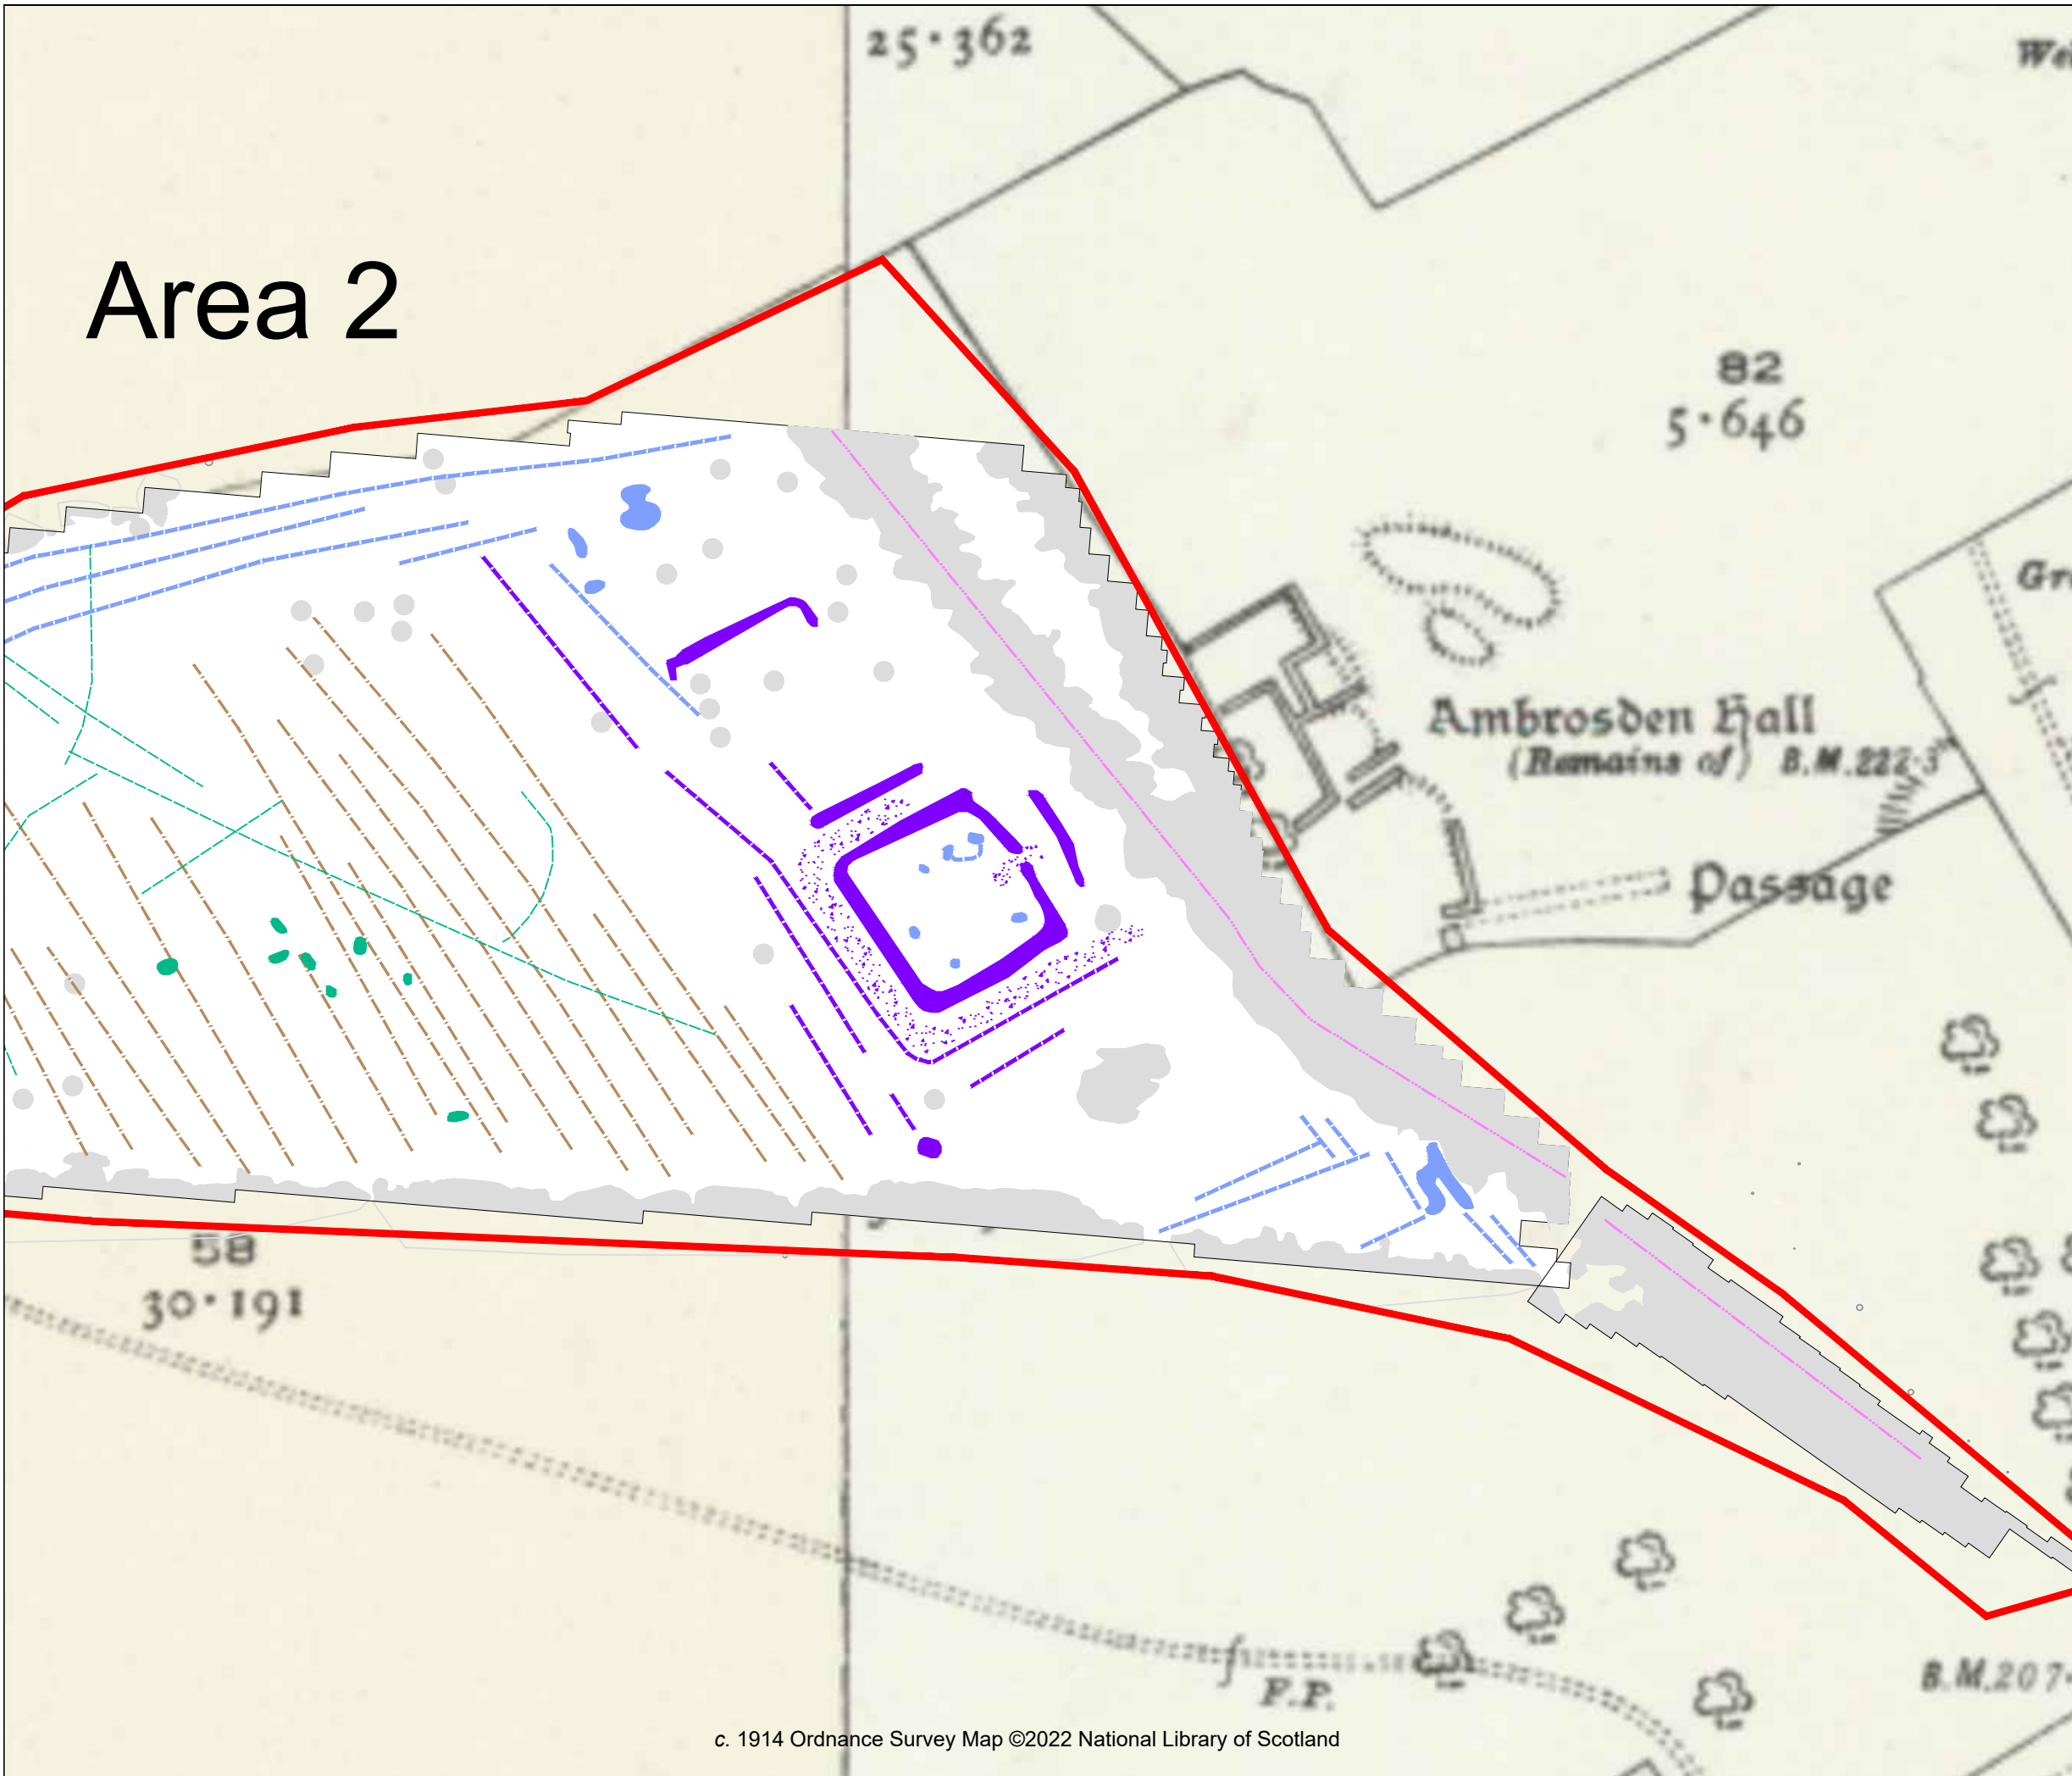 25·362
Area 2
82
5·646
Ambrosden Hall
(Remains of) B.M.222·3
Passage
58
30·191
F.P.
B.M.207·
c. 1914 Ordnance Survey Map ©2022 National Library of Scotland